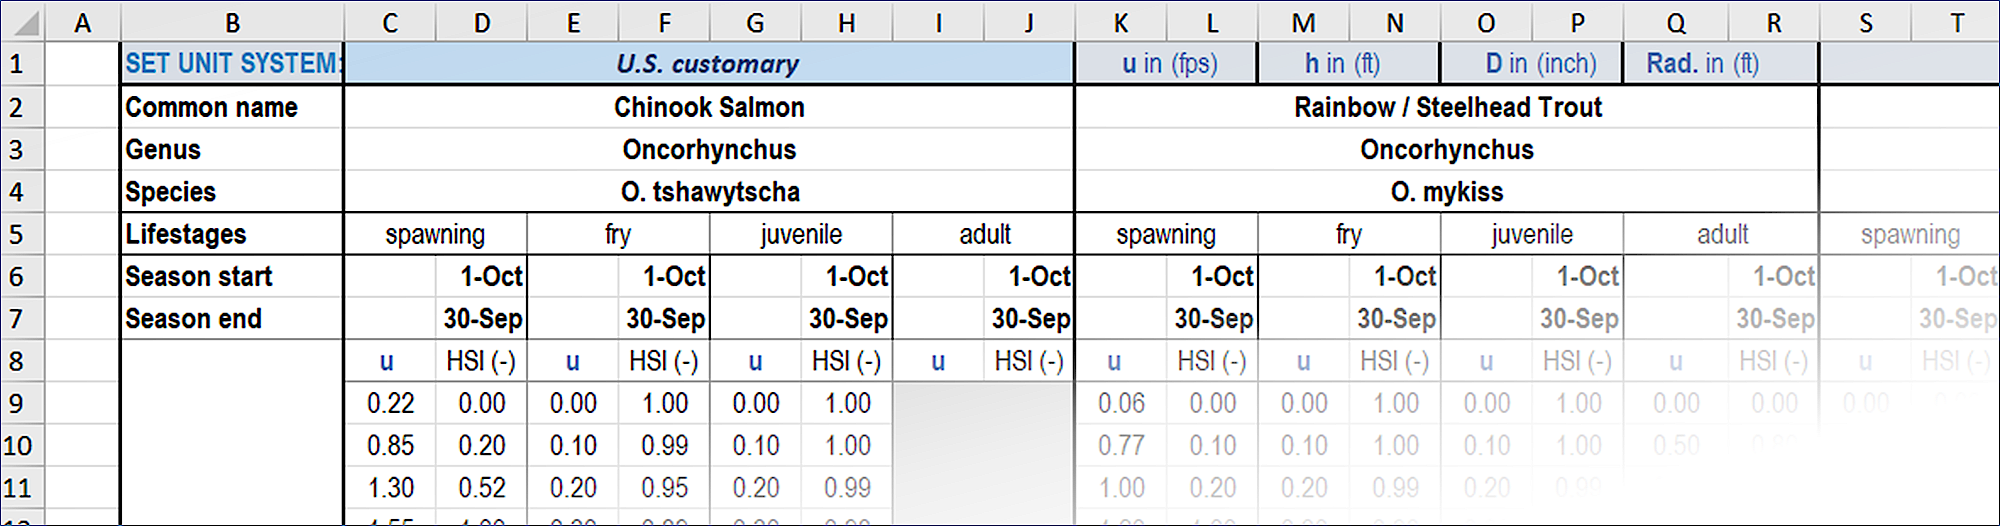 A B C D E F G H I J K L M N O P Q R S T
1 SET UNIT SYSTEM: U.S. customary u in (fps) h in (ft) D in (inch) Rad. in (ft)
2 Common name Chinook Salmon Rainbow / Steelhead Trout
3 Genus Oncorhynchus Oncorhynchus
4 Species O. tshawytscha O. mykiss
5 Lifestages spawning fry juvenile adult spawning fry juvenile adult spawning
6 Season start 1-Oct 1-Oct 1-Oct 1-Oct 1-Oct 1-Oct 1-Oct 1-Oct 1-Oct
7 Season end 30-Sep 30-Sep 30-Sep 30-Sep 30-Sep 30-Sep 30-Sep 30-Sep 30-Sep
8 u HSI (-) u HSI (-) u HSI (-) u HSI (-) u HSI (-) u HSI (-) u HSI (-) u HSI (-) u HSI (-)
9 0.22 0.00 0.00 1.00 0.00 1.00 0.06 0.00 0.00 1.00 0.00 1.00 0.00 0.00 0.00
10 0.85 0.20 0.10 0.99 0.10 1.00 0.77 0.10 0.10 1.00 0.10 1.00 0.50
11 1.30 0.52 0.20 0.95 0.20 0.99 1.00 0.20 0.20 0.99 0.20 0.99